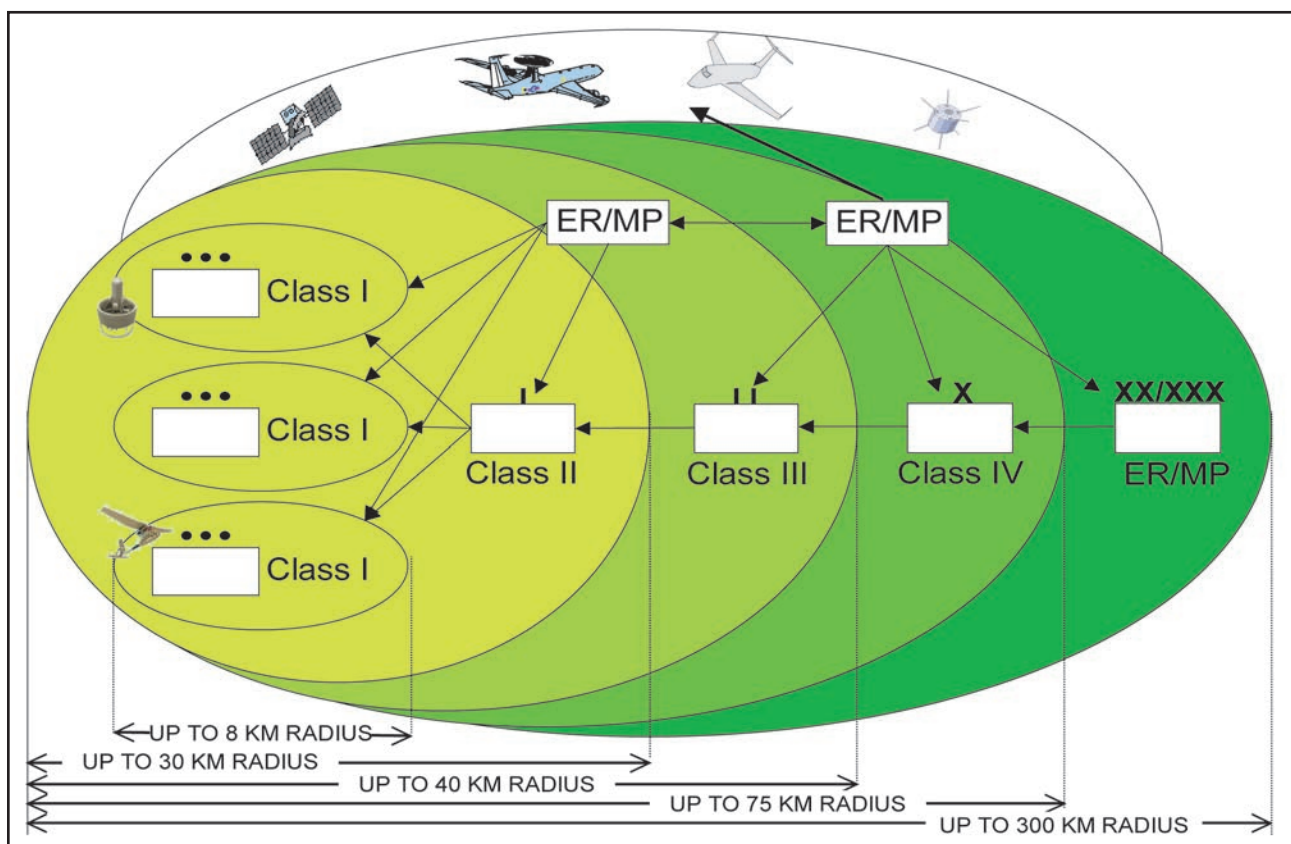 ER/MP
ER/MP
•••
Class I
•••
Class I
•••
Class I
I
Class II
II
Class III
X
Class IV
XX/XXX
ER/MP
UP TO 8 KM RADIUS
UP TO 30 KM RADIUS
UP TO 40 KM RADIUS
UP TO 75 KM RADIUS
UP TO 300 KM RADIUS